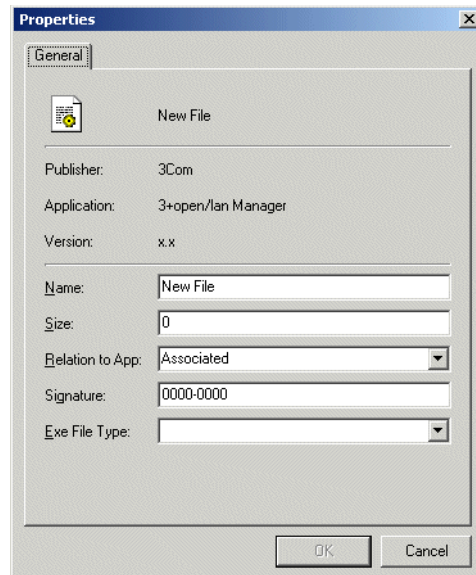 Properties
General
New File
Publisher: 3Com
Application: 3+open/lan Manager
Version: x.x
Name: New File
Size: 0
Relation to App: Associated
Signature: 0000-0000
Exe File Type:
OK Cancel